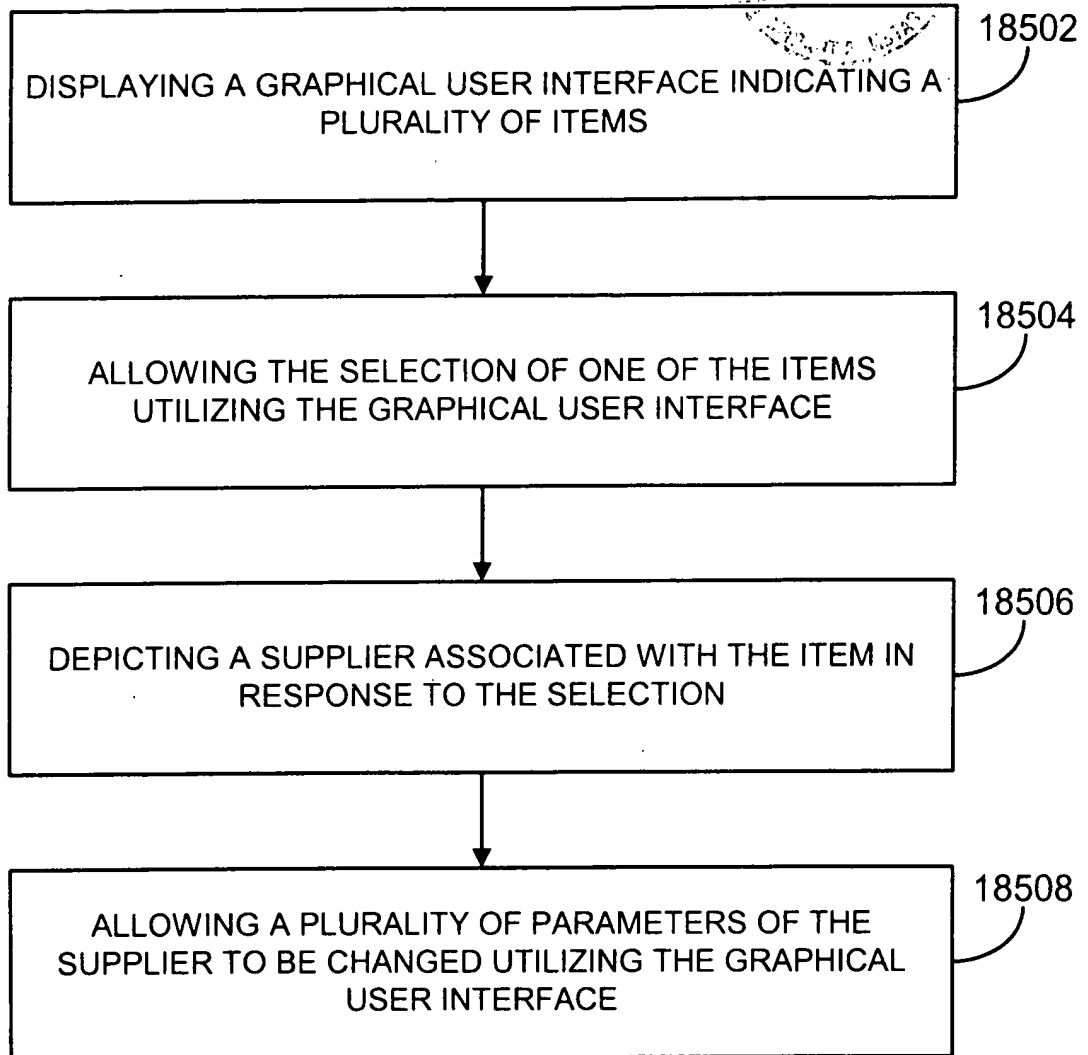 18502
DISPLAYING A GRAPHICAL USER INTERFACE INDICATING A
PLURALITY OF ITEMS
18504
ALLOWING THE SELECTION OF ONE OF THE ITEMS
UTILIZING THE GRAPHICAL USER INTERFACE
18506
DEPICTING A SUPPLIER ASSOCIATED WITH THE ITEM IN
RESPONSE TO THE SELECTION
18508
ALLOWING A PLURALITY OF PARAMETERS OF THE
SUPPLIER TO BE CHANGED UTILIZING THE GRAPHICAL
USER INTERFACE